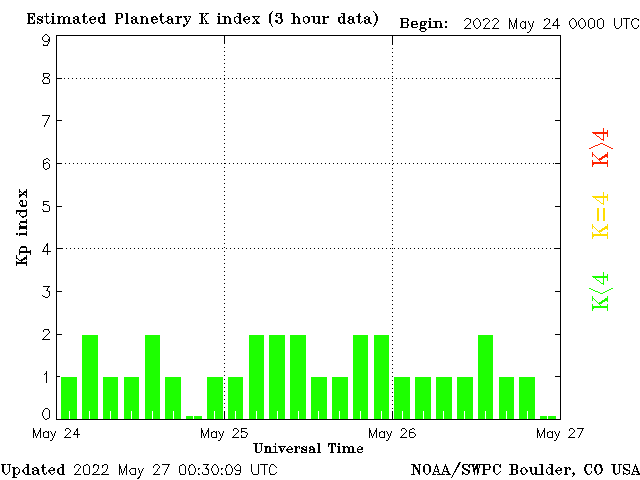 Estimated Planetary K index (3 hour data) Begin: 2022 May 24 0000 UTC
9
8
7
6
5
4
3
2
1
0
Kp index
K>4
K=4
K<4
May 24 May 25 May 26 May 27
Universal Time
Updated 2022 May 27 00:30:09 UTC NOAA/SWPC Boulder, CO USA